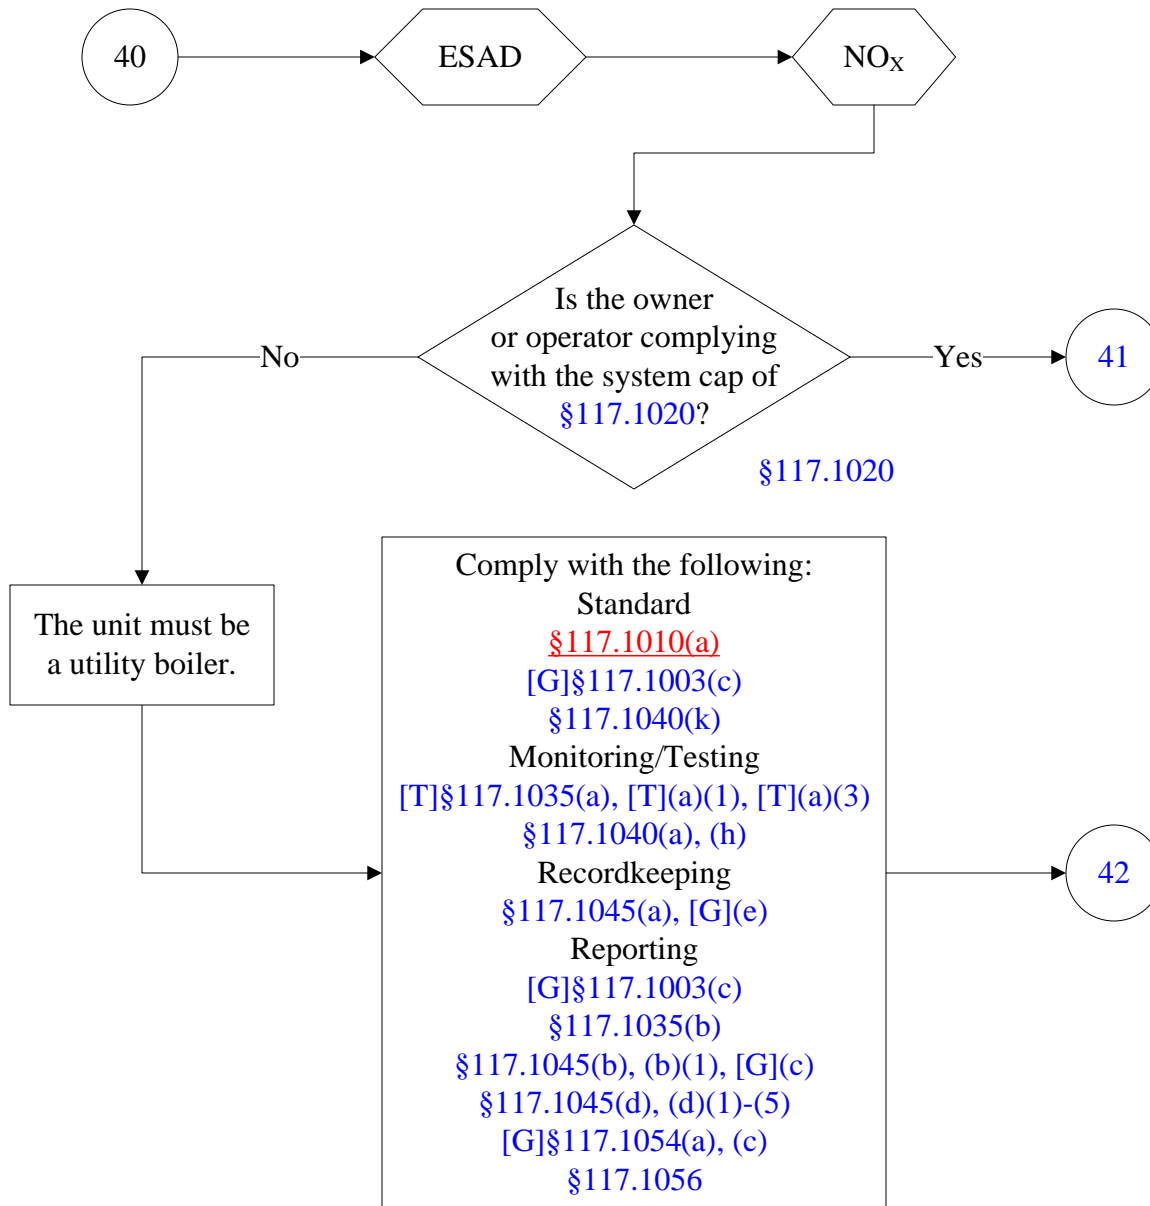 40
ESAD
NOX
Is the owner
or operator complying
with the system cap of
§117.1020?
No
Yes
41
§117.1020
The unit must be
a utility boiler.
Comply with the following:
Standard
§117.1010(a)
[G]§117.1003(c)
§117.1040(k)
Monitoring/Testing
[T]§117.1035(a), [T](a)(1), [T](a)(3)
§117.1040(a), (h)
Recordkeeping
§117.1045(a), [G](e)
Reporting
[G]§117.1003(c)
§117.1035(b)
§117.1045(b), (b)(1), [G](c)
§117.1045(d), (d)(1)-(5)
[G]§117.1054(a), (c)
§117.1056
42